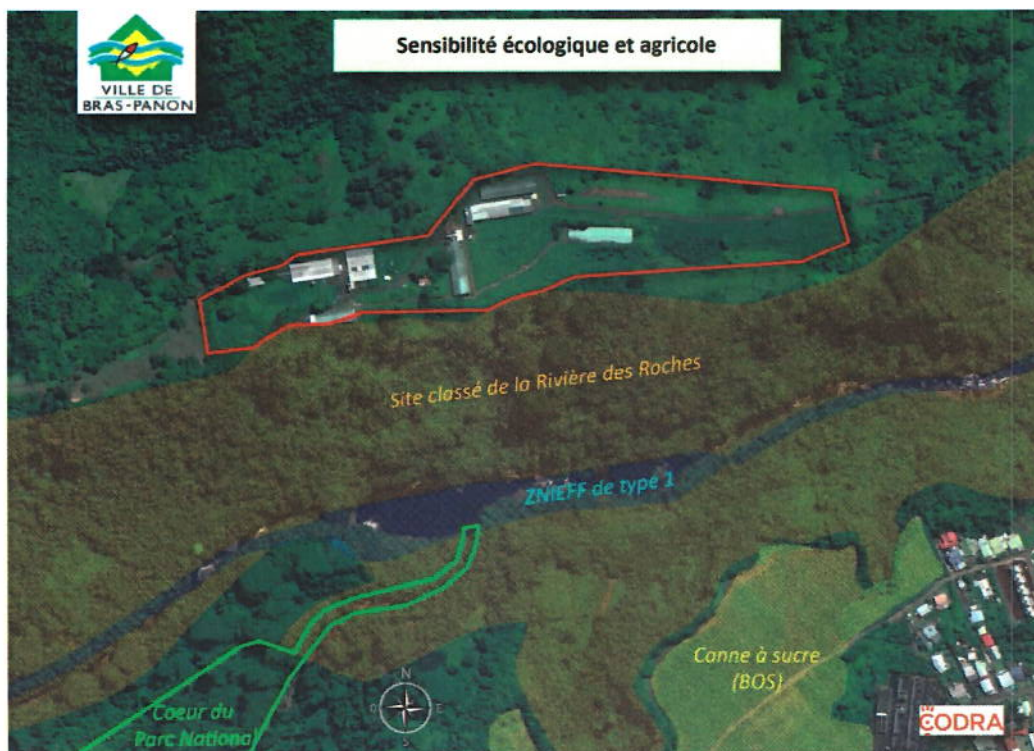 Sensibilité écologique et agricole
VILLE DE
BRAS-PANON
Site classé de la Rivière des Roches
ZNIEFF de type 1
Canne à sucre
(BOS)
Coeur du
Parc National
N
O
E
S
CODRA